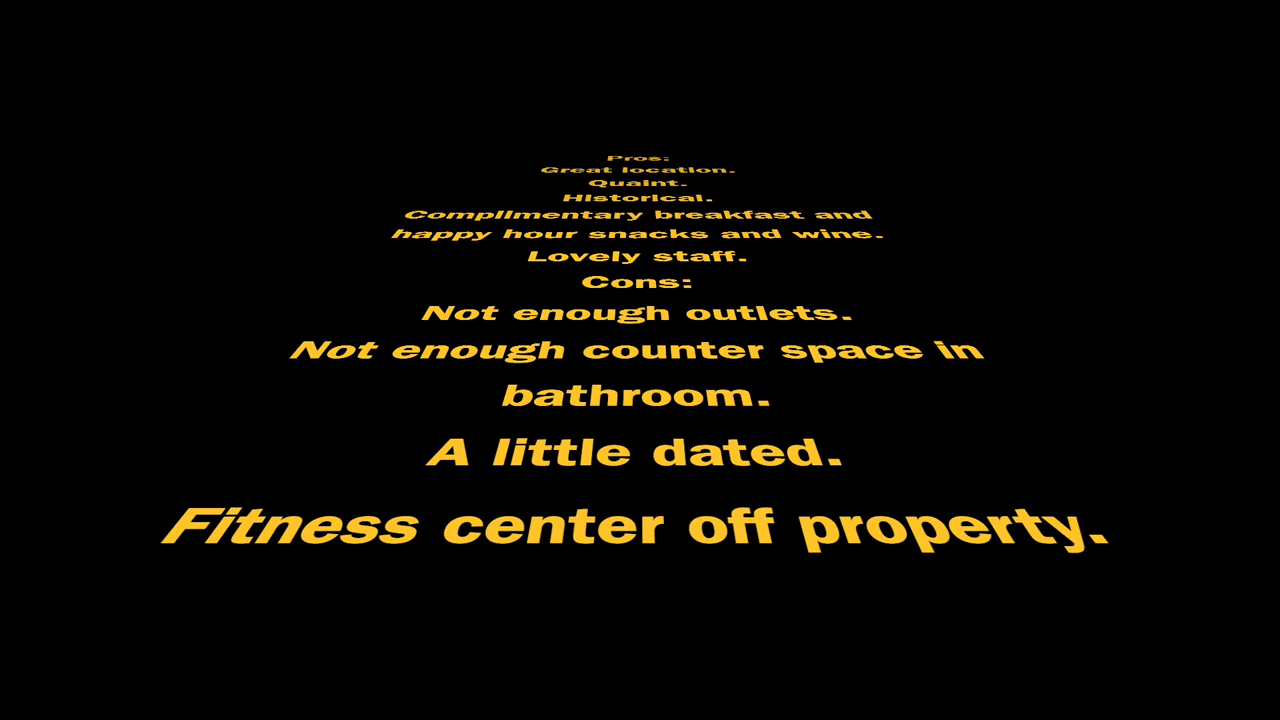 Pros:
Great location.
Quaint.
Historical.
Complimentary breakfast and
happy hour snacks and wine.
Lovely staff.
Cons:
Not enough outlets.
Not enough counter space in
bathroom.
A little dated.
Fitness center off property.